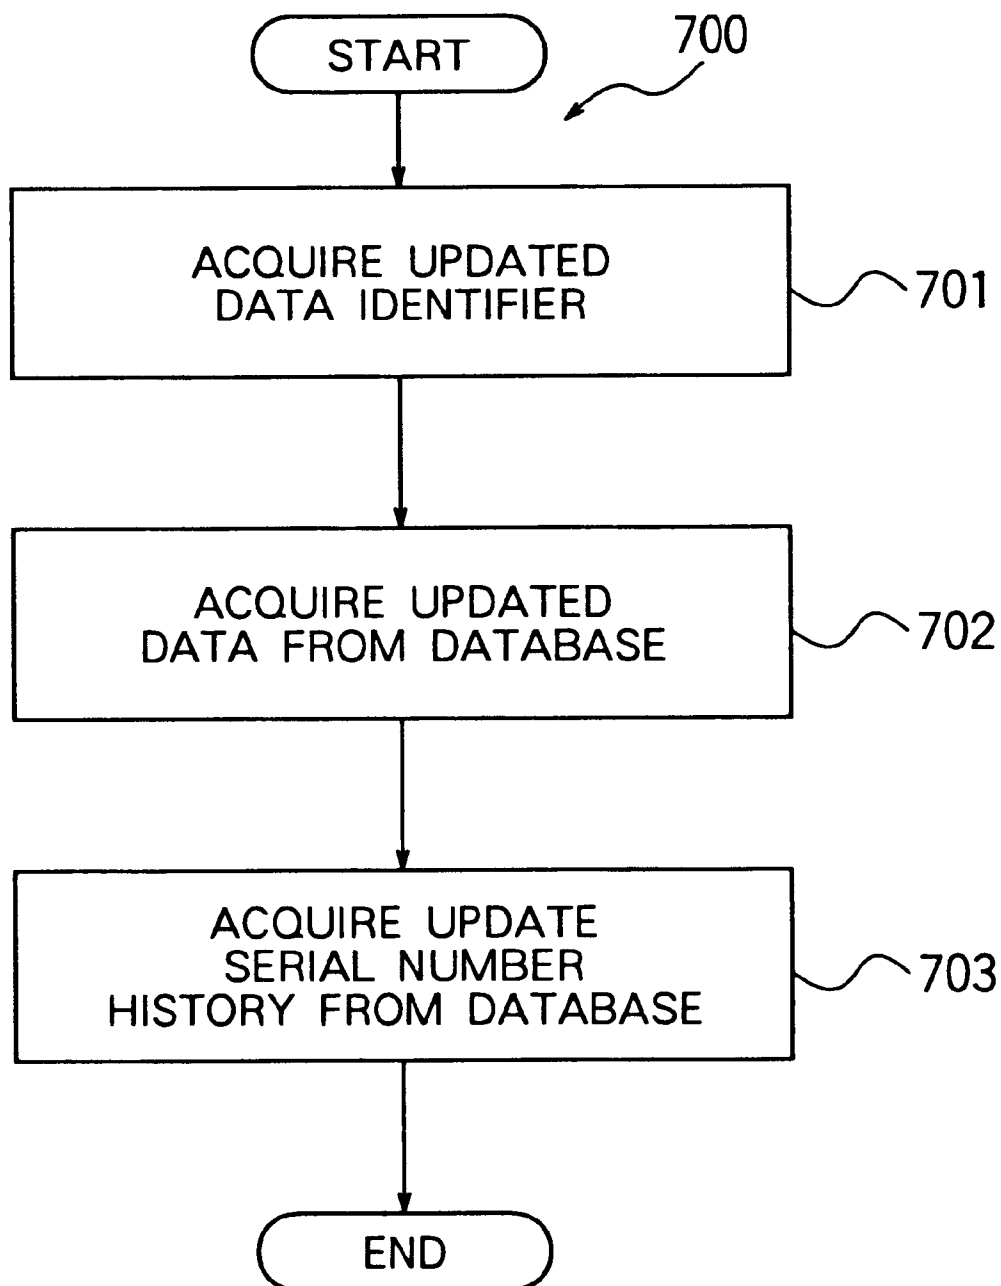 START
700
ACQUIRE UPDATED
DATA IDENTIFIER
701
ACQUIRE UPDATED
DATA FROM DATABASE
702
ACQUIRE UPDATE
SERIAL NUMBER
HISTORY FROM DATABASE
703
END